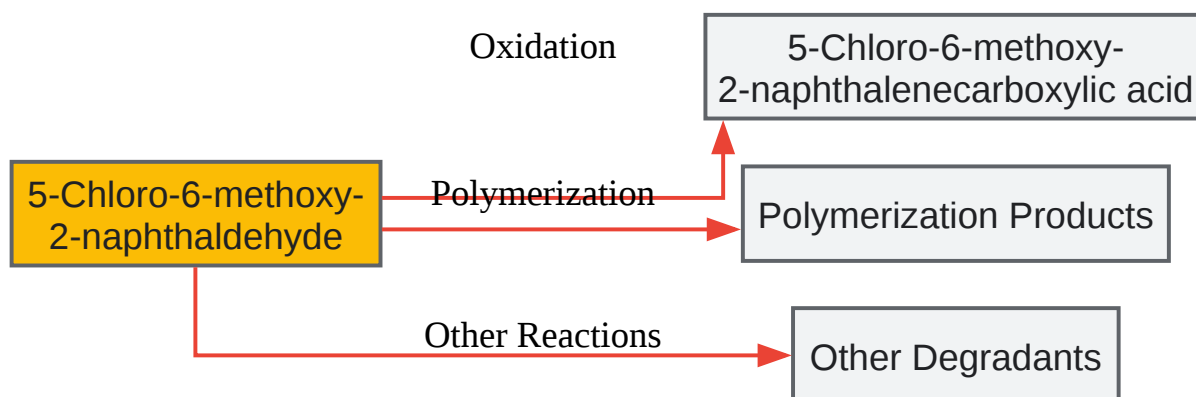 Oxidation
5-Chloro-6-methoxy-
2-naphthalenecarboxylic acid
5-Chloro-6-methoxy-
2-naphthaldehyde
Polymerization
Polymerization Products
Other Reactions
Other Degradants